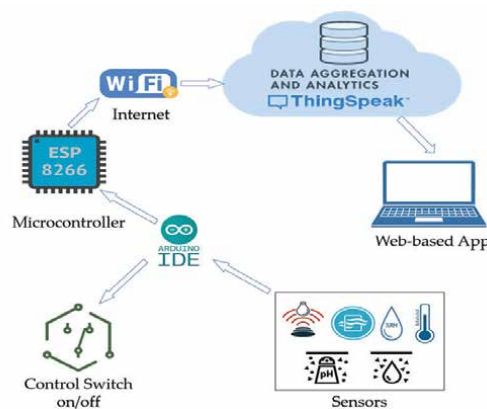 DATA AGGREGATION
AND ANALYTICS
ThingSpeak™
WiFi
Internet
ESP
8266
Microcontroller
ARDUINO
IDE
Web-based App
Control Switch
on/off
pH
Sensors